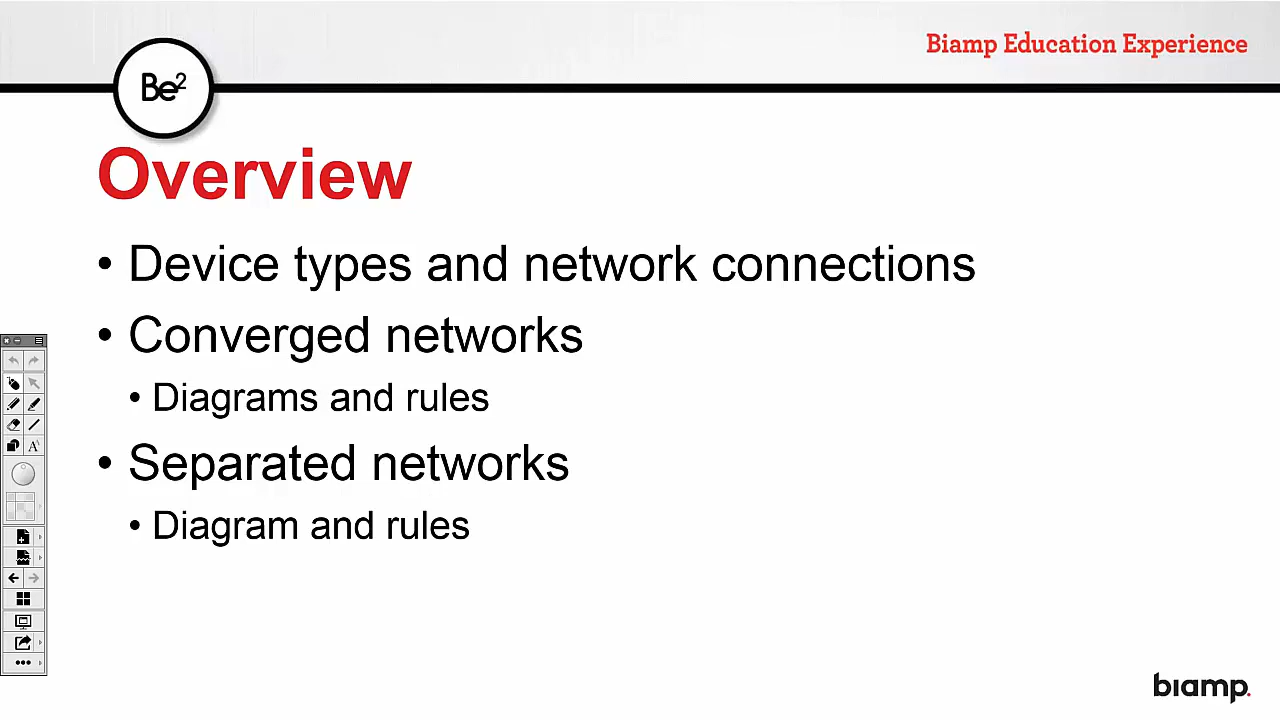 Biamp Education Experience
Be²
Overview
• Device types and network connections
• Converged networks
• Diagrams and rules
• Separated networks
• Diagram and rules
biamp.